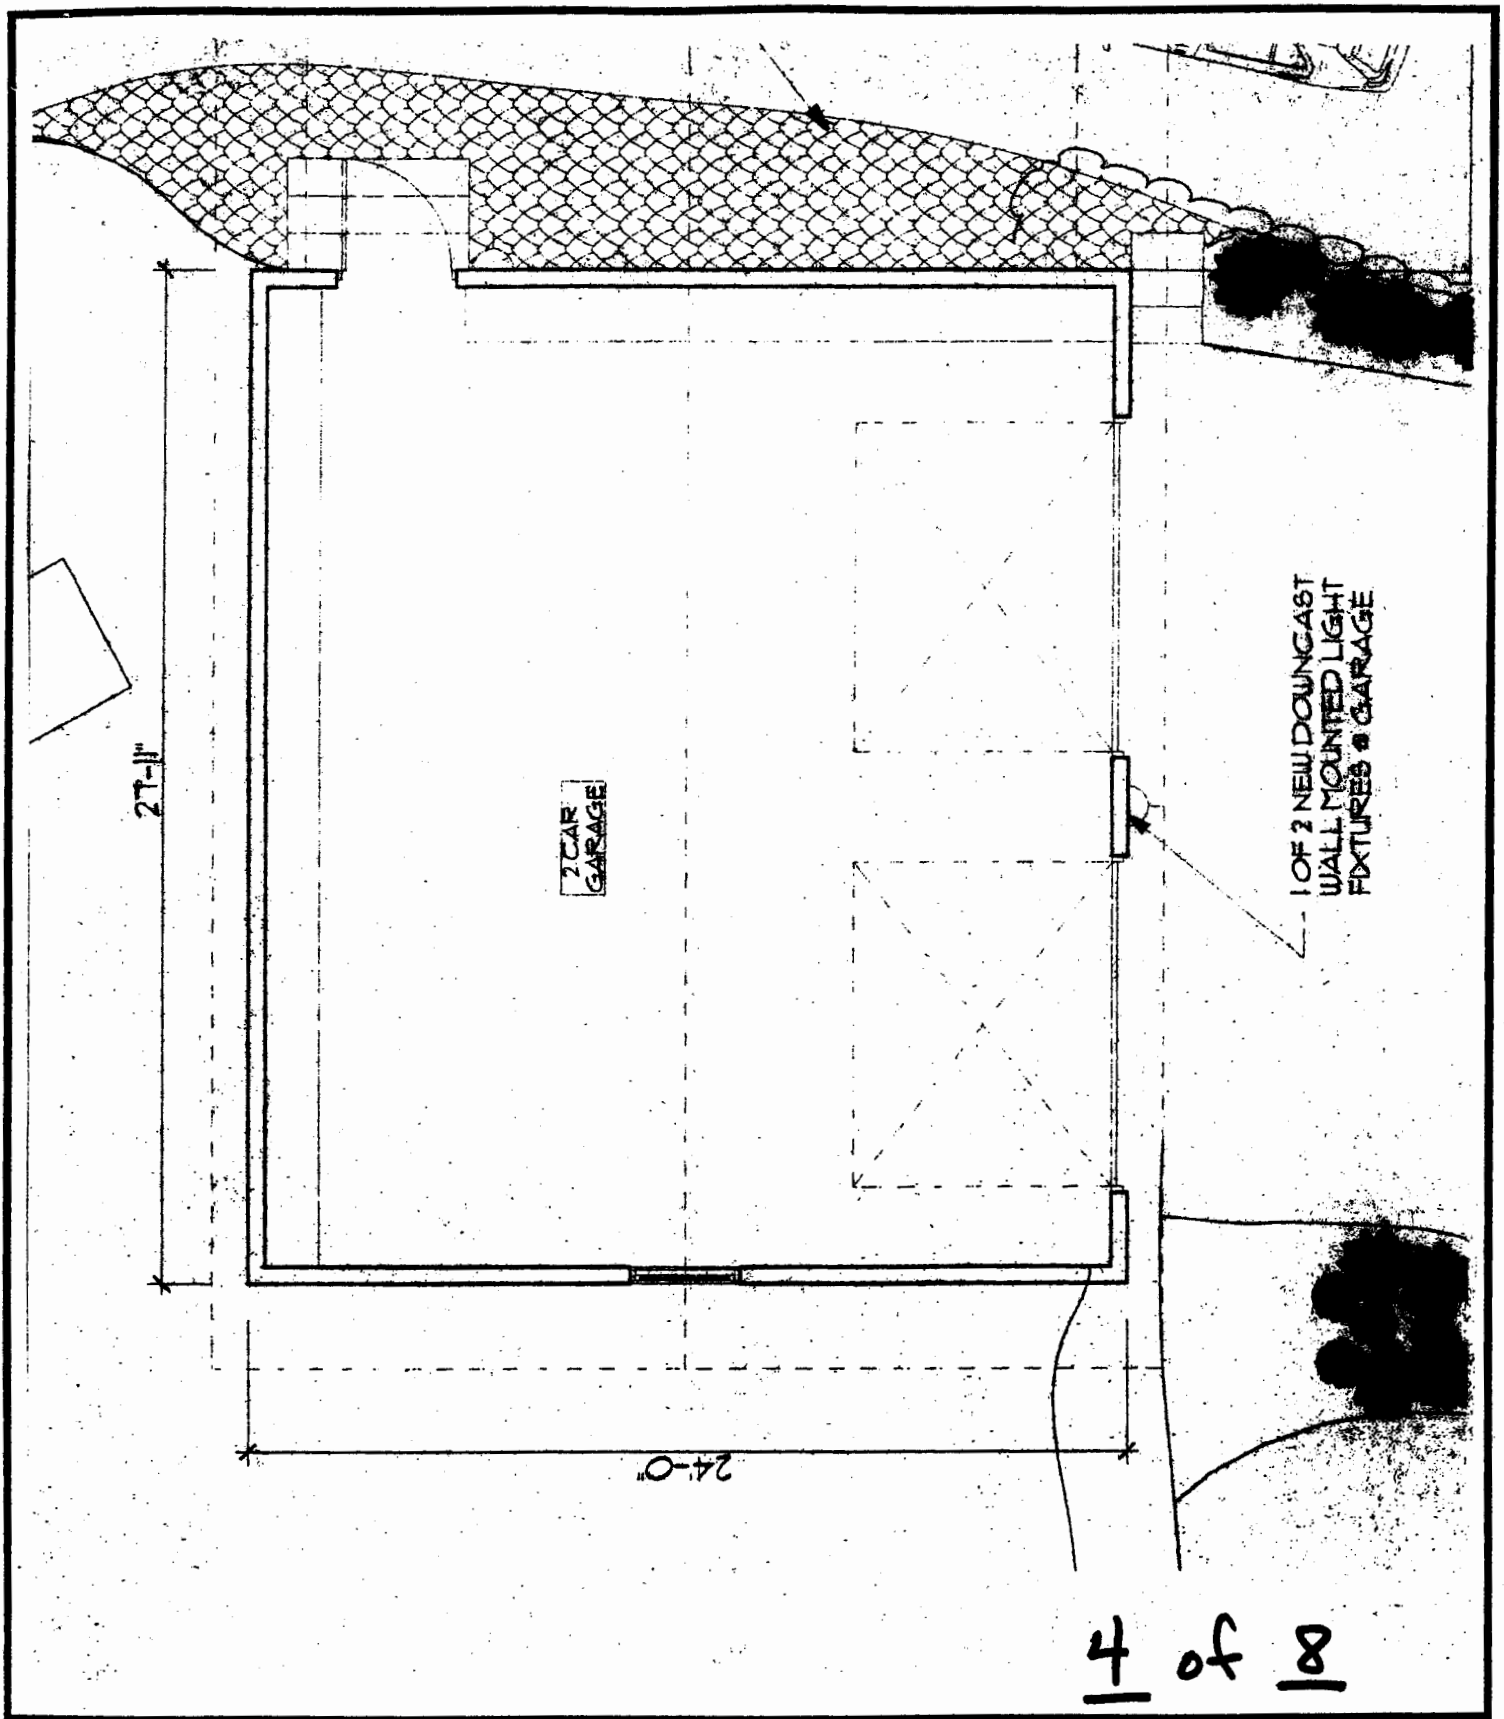 27'-11"
2 CAR
GARAGE
1 OF 2 NEW DOWNCAST
WALL MOUNTED LIGHT
FIXTURES @ GARAGE
24'-0"
4 of 8